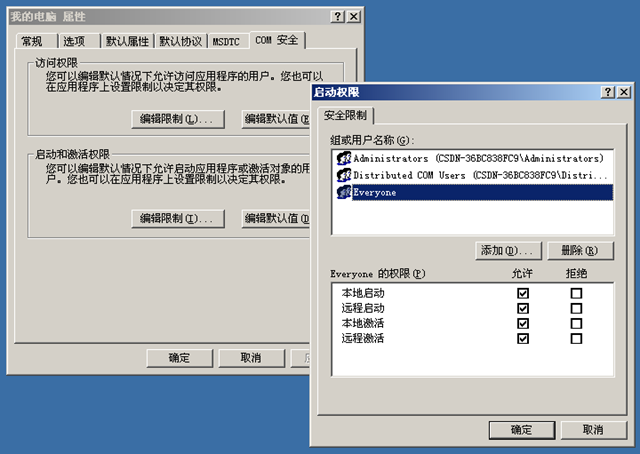 我的电脑 属性
常规
选项
默认属性
默认协议
MSDTC
COM 安全
访问权限
您可以编辑默认情况下允许访问应用程序的用户。您也可以
在应用程序上设置限制以决定其权限。
编辑限制(L)...
编辑默认值(
启动和激活权限
您可以编辑默认情况下允许启动应用程序或激活对象的用
户。您也可以在应用程序上设置限制以决定其权限。
编辑限制(I)...
编辑默认值(D
确定
取消
启动权限
安全限制
组或用户名称(G):
Administrators (CSDN-36BC838FC9\Administrators)
Distributed COM Users (CSDN-36BC838FC9\Distri...
Everyone
添加(D)...
删除(R)
Everyone 的权限(P)
允许
拒绝
本地启动
远程启动
本地激活
远程激活
确定
取消